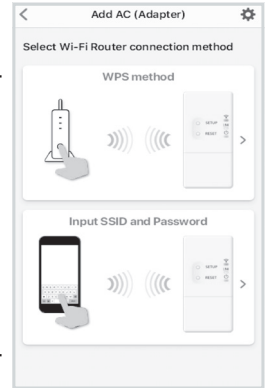 Add AC (Adapter)
Select Wi-Fi Router connection method
WPS method
SETUP
RESET
Input SSID and Password
SETUP
RESET